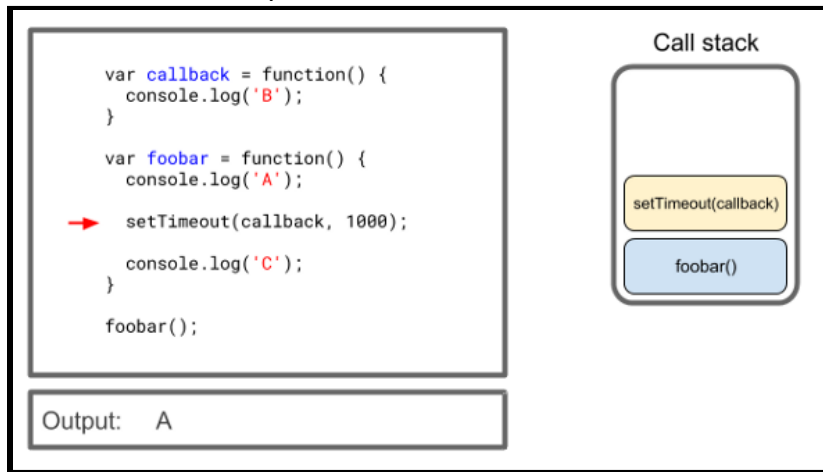 var callback = function() {
console.log('B');
}
var foobar = function() {
console.log('A');
setTimeout(callback, 1000);
console.log('C');
}
foobar();
Output: A
Call stack
setTimeout(callback)
foobar()